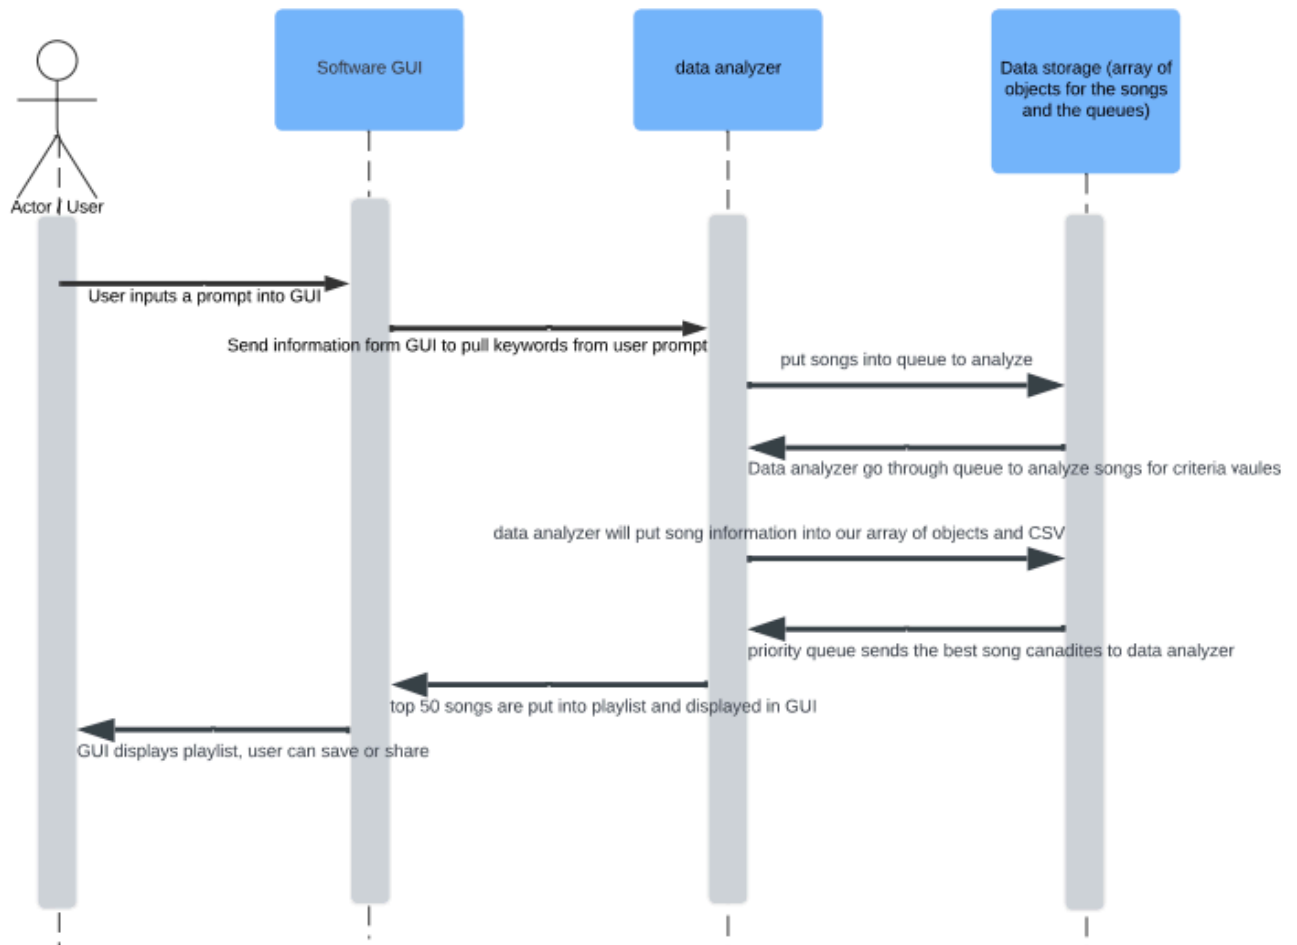 Software GUI
data analyzer
Data storage (array of
objects for the songs
and the queues)
Actor / User
User inputs a prompt into GUI
Send information form GUI to pull keywords from user prompt
put songs into queue to analyze
Data analyzer go through queue to analyze songs for criteria vaules
data analyzer will put song information into our array of objects and CSV
priority queue sends the best song canadites to data analyzer
top 50 songs are put into playlist and displayed in GUI
GUI displays playlist, user can save or share